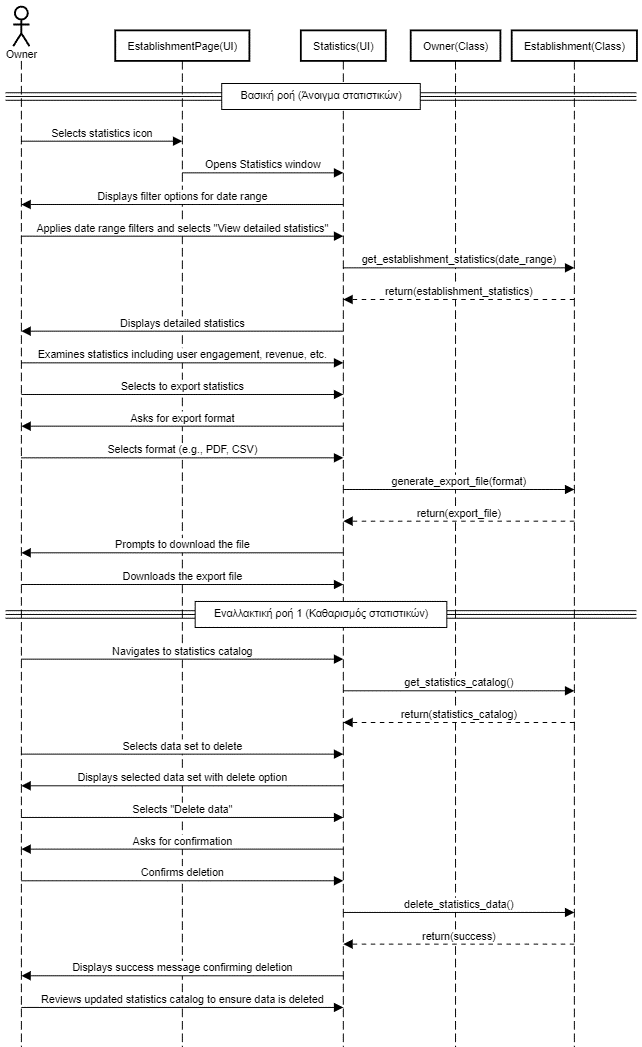 Owner
EstablishmentPage(UI)
Statistics(UI)
Owner(Class)
Establishment(Class)
Βασική ροή (Άνοιγμα στατιστικών)
Selects statistics icon
Opens Statistics window
Displays filter options for date range
Applies date range filters and selects "View detailed statistics"
get_establishment_statistics(date_range)
return(establishment_statistics)
Displays detailed statistics
Examines statistics including user engagement, revenue, etc.
Selects to export statistics
Asks for export format
Selects format (e.g., PDF, CSV)
generate_export_file(format)
return(export_file)
Prompts to download the file
Downloads the export file
Εναλλακτική ροή 1 (Καθαρισμός στατιστικών)
Navigates to statistics catalog
get_statistics_catalog()
return(statistics_catalog)
Selects data set to delete
Displays selected data set with delete option
Selects "Delete data"
Asks for confirmation
Confirms deletion
delete_statistics_data()
return(success)
Displays success message confirming deletion
Reviews updated statistics catalog to ensure data is deleted